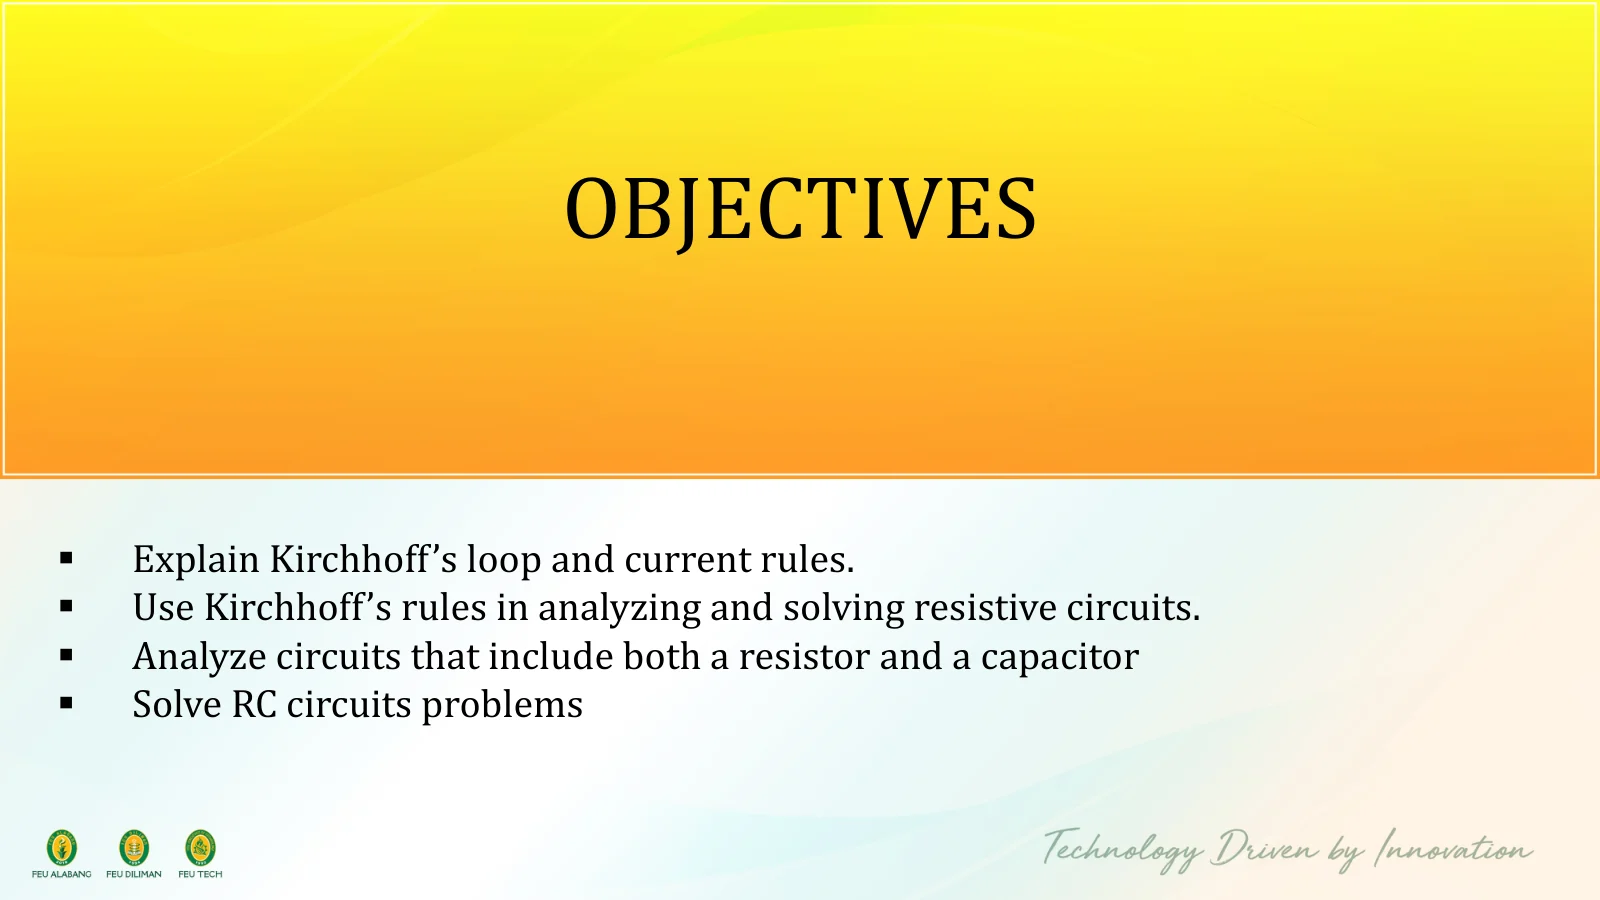 OBJECTIVES
▪ Explain Kirchhoff’s loop and current rules.
▪ Use Kirchhoff’s rules in analyzing and solving resistive circuits.
▪ Analyze circuits that include both a resistor and a capacitor
▪ Solve RC circuits problems
FEU ALABANG FEU DILIMAN FEU TECH
Technology Driven by Innovation